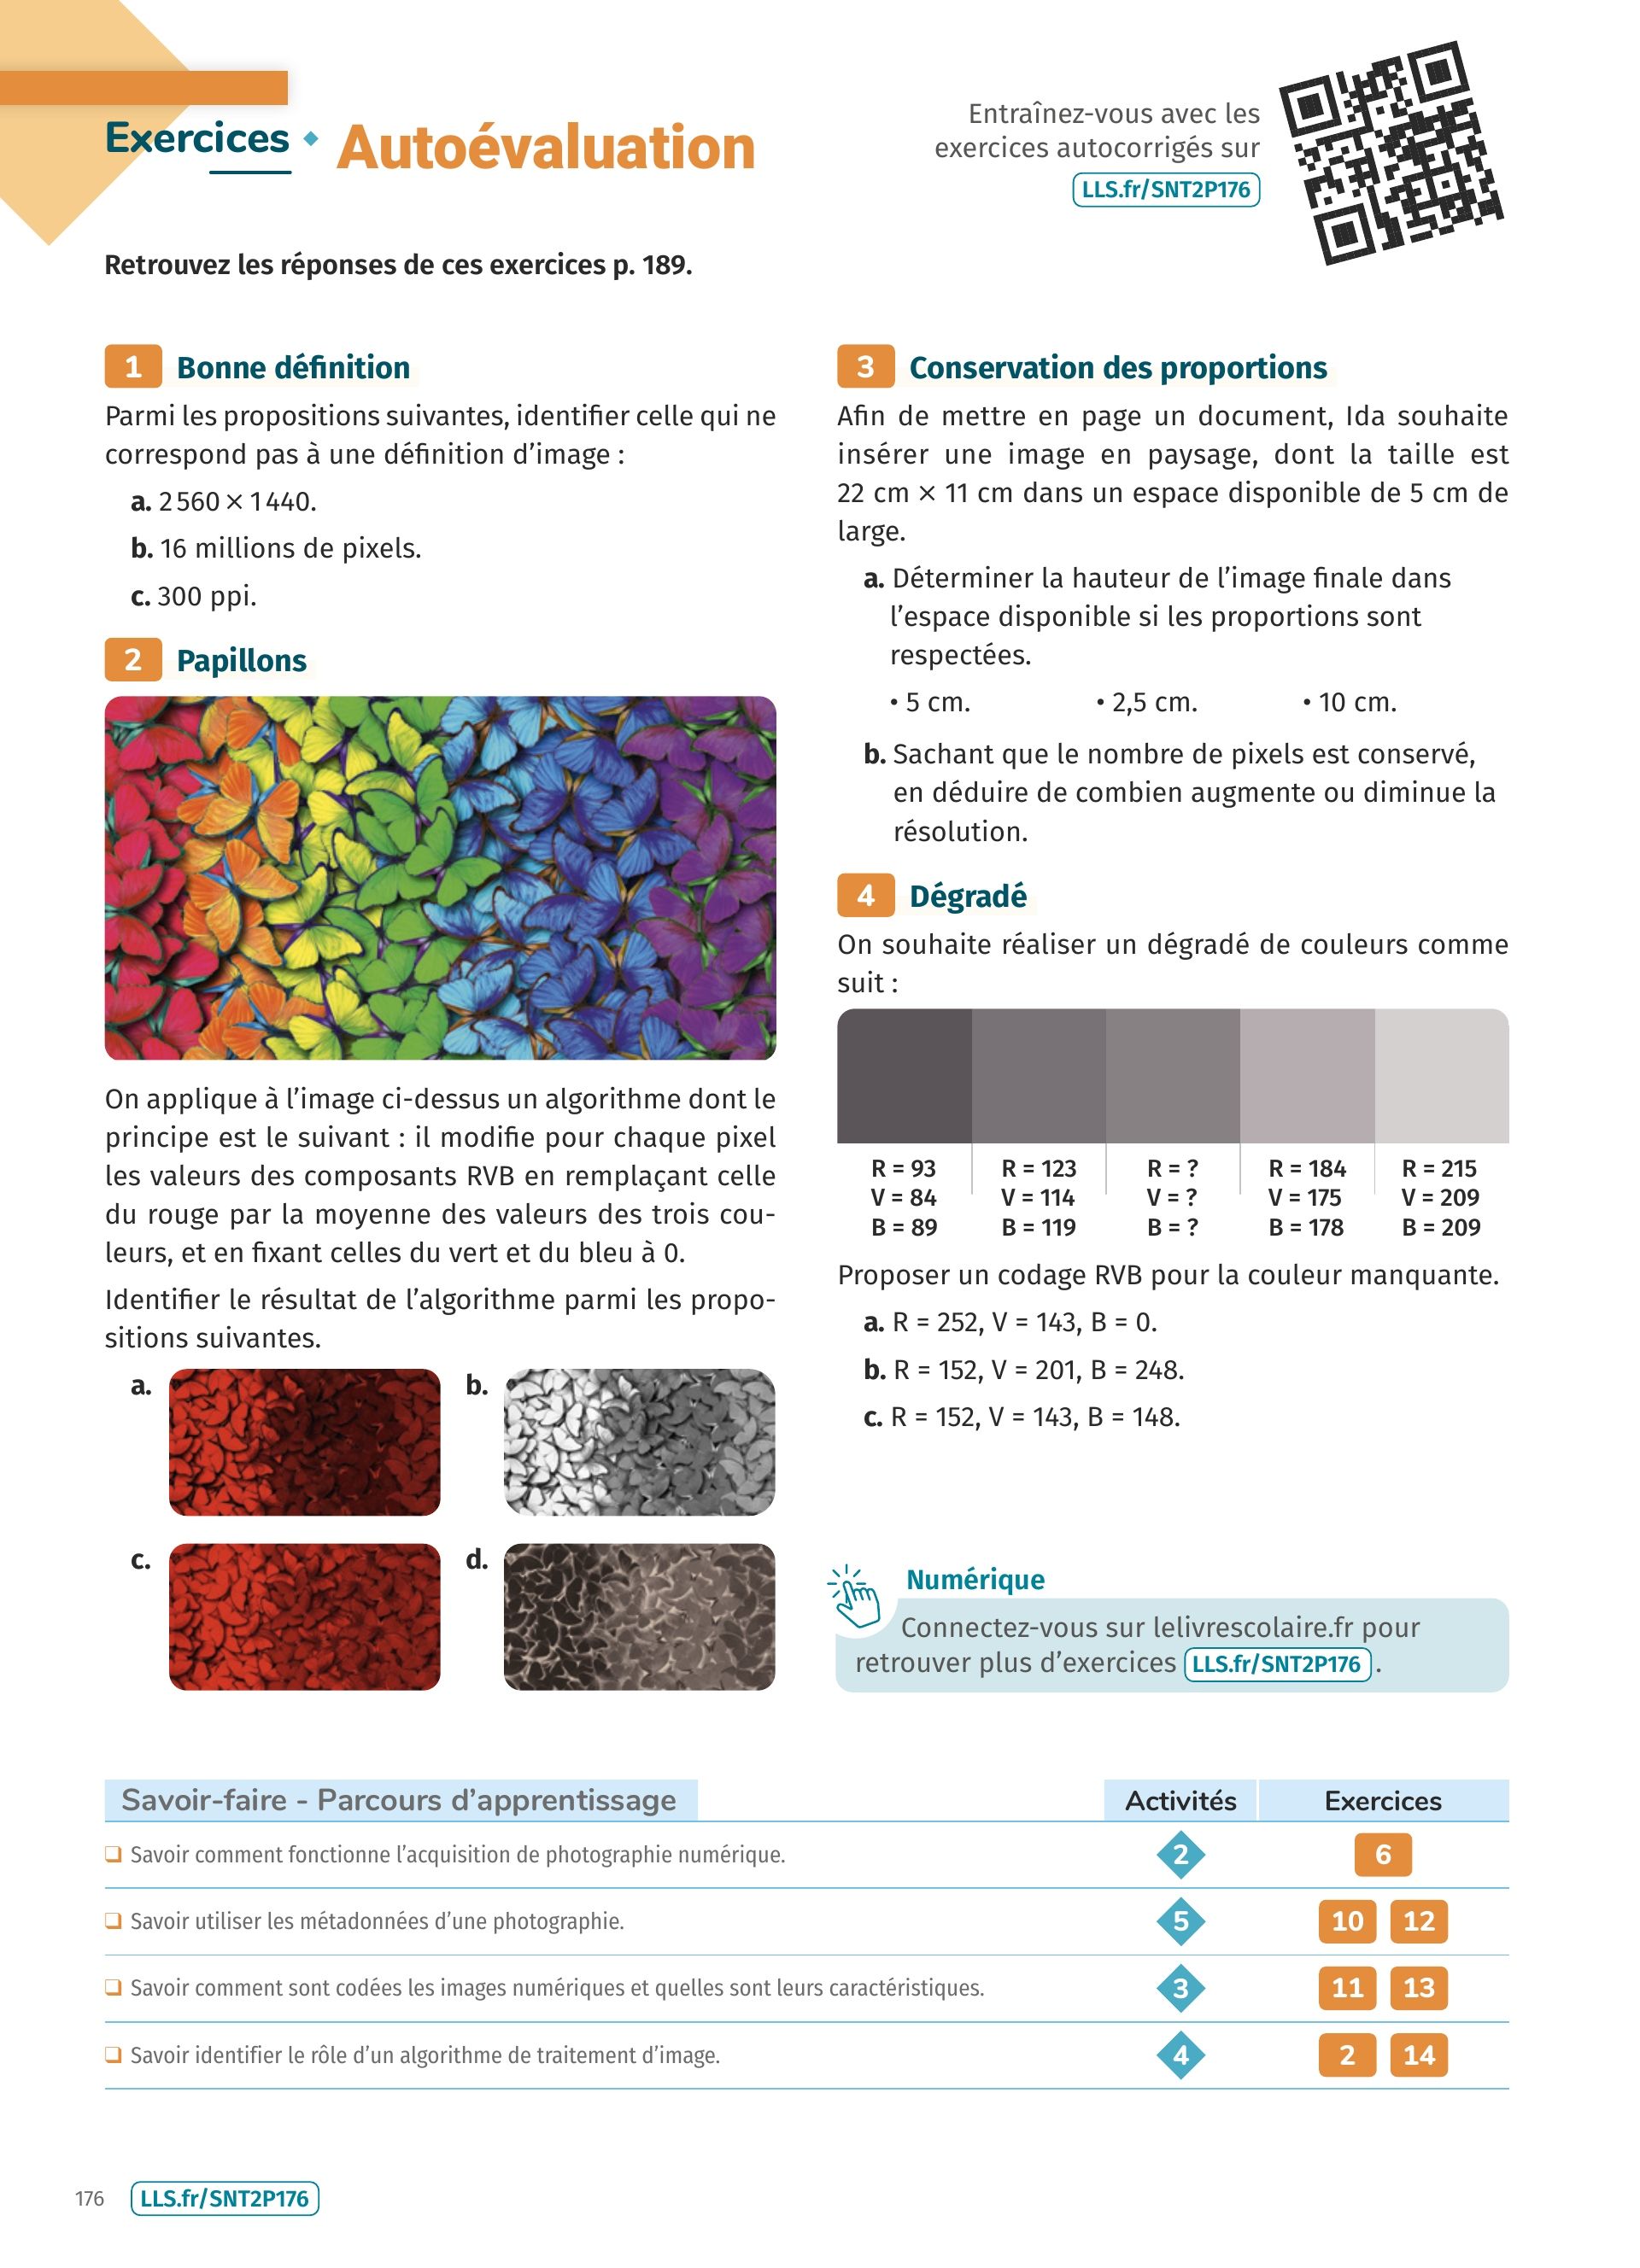 Exercices
Autoévaluation
Entraînez-vous avec les
exercices autocorrigés sur
LLS.fr/SNT2P176
Retrouvez les réponses de ces exercices p. 189.
1 Bonne définition
Parmi les propositions suivantes, identifier celle qui ne
correspond pas à une définition d’image :
a. 2 560 × 1 440.
b. 16 millions de pixels.
c. 300 ppi.
2 Papillons
On applique à l’image ci-dessus un algorithme dont le
principe est le suivant : il modifie pour chaque pixel
les valeurs des composants RVB en remplaçant celle
du rouge par la moyenne des valeurs des trois cou-
leurs, et en fixant celles du vert et du bleu à 0.
Identifier le résultat de l’algorithme parmi les propo-
sitions suivantes.
a. b.
c. d.
3 Conservation des proportions
Afin de mettre en page un document, Ida souhaite
insérer une image en paysage, dont la taille est
22 cm × 11 cm dans un espace disponible de 5 cm de
large.
a. Déterminer la hauteur de l’image finale dans
l’espace disponible si les proportions sont
respectées.
• 5 cm. • 2,5 cm. • 10 cm.
b. Sachant que le nombre de pixels est conservé,
en déduire de combien augmente ou diminue la
résolution.
4 Dégradé
On souhaite réaliser un dégradé de couleurs comme
suit :
R = 93 R = 123 R = ? R = 184 R = 215
V = 84 V = 114 V = ? V = 175 V = 209
B = 89 B = 119 B = ? B = 178 B = 209
Proposer un codage RVB pour la couleur manquante.
a. R = 252, V = 143, B = 0.
b. R = 152, V = 201, B = 248.
c. R = 152, V = 143, B = 148.
Numérique
Connectez-vous sur lelivrescolaire.fr pour
retrouver plus d’exercices LLS.fr/SNT2P176 .
Savoir-faire - Parcours d’apprentissage Activités Exercices
❑ Savoir comment fonctionne l’acquisition de photographie numérique. 2 6
❑ Savoir utiliser les métadonnées d’une photographie. 5 10 12
❑ Savoir comment sont codées les images numériques et quelles sont leurs caractéristiques. 3 11 13
❑ Savoir identifier le rôle d’un algorithme de traitement d’image. 4 2 14
176 LLS.fr/SNT2P176